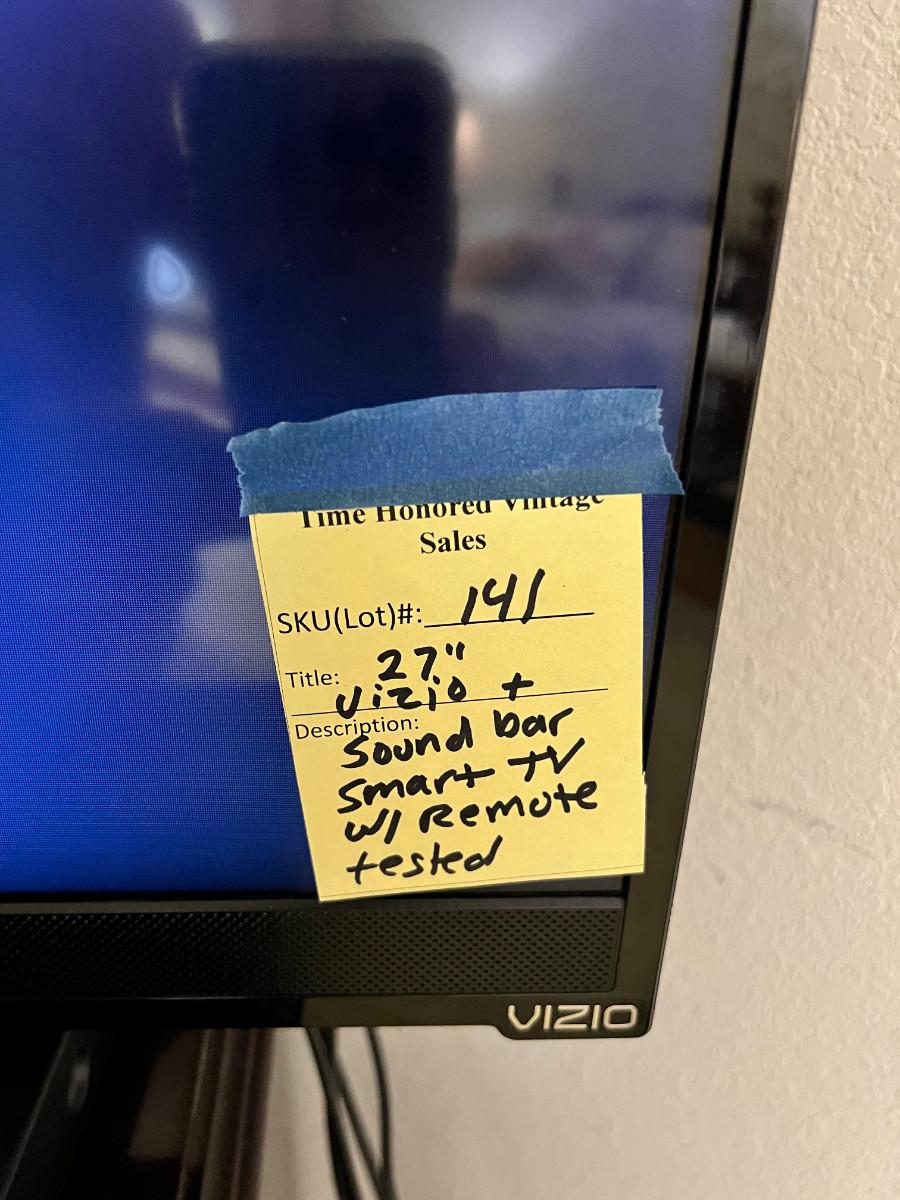 Time Honored Vintage
Sales
SKU(Lot)#: 141
Title: 27"
Vizio +
Description:
Sound bar
Smart TV
w/ Remote
tested
VIZIO